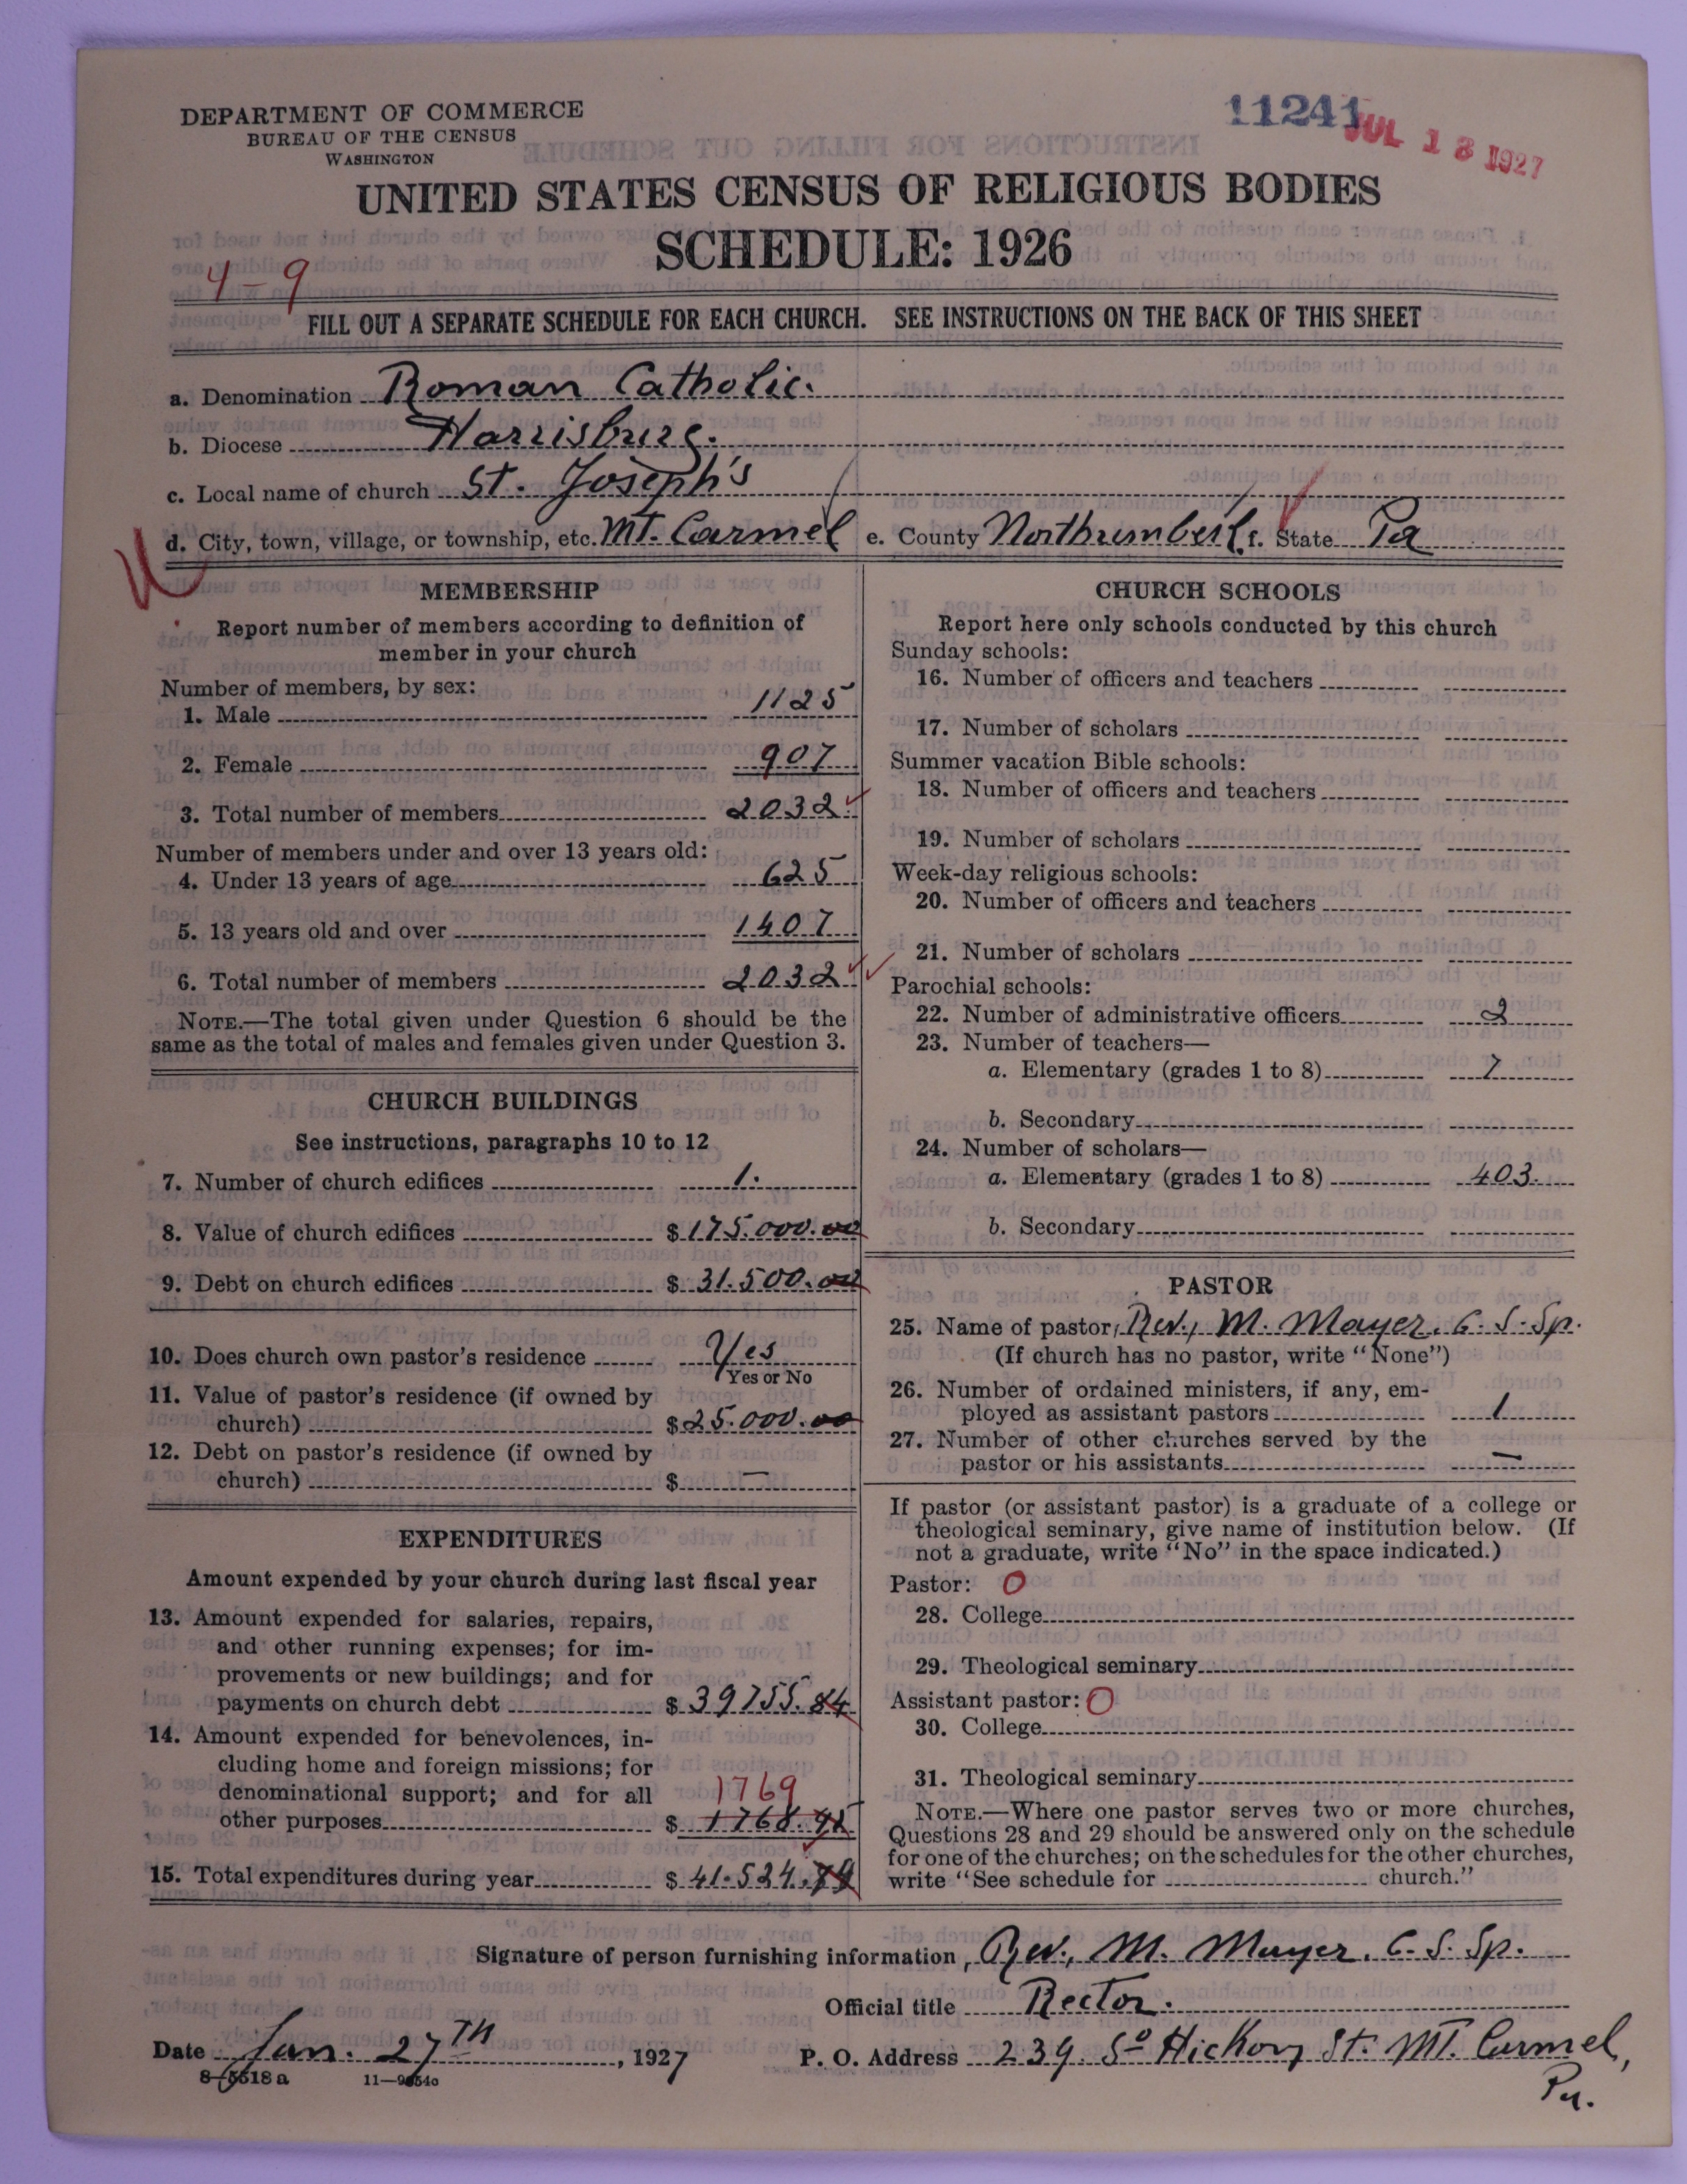 DEPARTMENT OF COMMERCE
BUREAU OF THE CENSUS
WASHINGTON
11241
JUL 13 1927
UNITED STATES CENSUS OF RELIGIOUS BODIES
SCHEDULE: 1926
4-9
FILL OUT A SEPARATE SCHEDULE FOR EACH CHURCH. SEE INSTRUCTIONS ON THE BACK OF THIS SHEET
a. Denomination Roman Catholic.
b. Diocese Harrisburg.
c. Local name of church St. Joseph's
d. City, town, village, or township, etc. Mt. Carmel e. County Northumberl. f. State Pa
MEMBERSHIP
Report number of members according to definition of
member in your church
Number of members, by sex:
1. Male 1125
2. Female 907
3. Total number of members 2032
Number of members under and over 13 years old:
4. Under 13 years of age 625
5. 13 years old and over 1407
6. Total number of members 2032
NOTE.—The total given under Question 6 should be the
same as the total of males and females given under Question 3.
CHURCH BUILDINGS
See instructions, paragraphs 10 to 12
7. Number of church edifices 1.
8. Value of church edifices $175.000.00
9. Debt on church edifices $31.500.00
10. Does church own pastor's residence Yes
Yes or No
11. Value of pastor's residence (if owned by
church) $25.000.00
12. Debt on pastor's residence (if owned by
church) $ —
EXPENDITURES
Amount expended by your church during last fiscal year
13. Amount expended for salaries, repairs,
and other running expenses; for im-
provements or new buildings; and for
payments on church debt $39755.84
14. Amount expended for benevolences, in-
cluding home and foreign missions; for
denominational support; and for all 1769
other purposes $1768.95
15. Total expenditures during year $41.524.79
CHURCH SCHOOLS
Report here only schools conducted by this church
Sunday schools:
16. Number of officers and teachers
17. Number of scholars
Summer vacation Bible schools:
18. Number of officers and teachers
19. Number of scholars
Week-day religious schools:
20. Number of officers and teachers
21. Number of scholars
Parochial schools:
22. Number of administrative officers 2
23. Number of teachers—
a. Elementary (grades 1 to 8) 7
b. Secondary
24. Number of scholars—
a. Elementary (grades 1 to 8) 403.
b. Secondary
PASTOR
25. Name of pastor, Rev., M. Mayer. C. S. Sp.
(If church has no pastor, write "None")
26. Number of ordained ministers, if any, em-
ployed as assistant pastors 1
27. Number of other churches served by the
pastor or his assistants —
If pastor (or assistant pastor) is a graduate of a college or
theological seminary, give name of institution below. (If
not a graduate, write "No" in the space indicated.)
Pastor: O
28. College
29. Theological seminary
Assistant pastor: O
30. College
31. Theological seminary
NOTE.—Where one pastor serves two or more churches,
Questions 28 and 29 should be answered only on the schedule
for one of the churches; on the schedules for the other churches,
write "See schedule for church."
Signature of person furnishing information, Rev., M. Mayer. C. S. Sp.
Official title Rector.
Date Jan. 27th, 1927 P. O. Address 239. So Hickory St. Mt. Carmel,
Pa.
8-5518 a